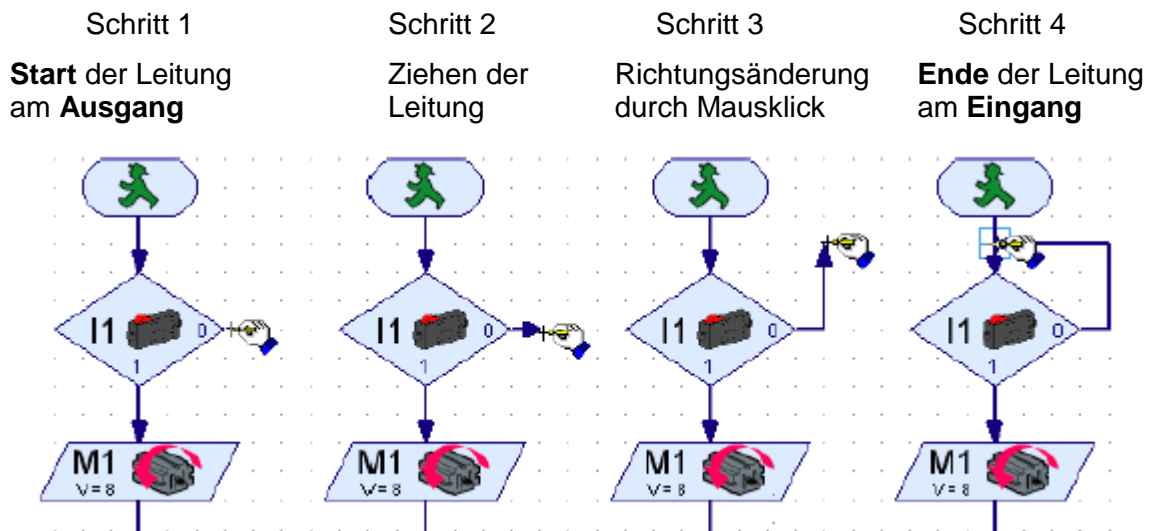 Schritt 1
Schritt 2
Schritt 3
Schritt 4
Start der Leitung
am Ausgang
Ziehen der
Leitung
Richtungsänderung
durch Mausklick
Ende der Leitung
am Eingang
I1 0
1
M1
V=8
I1 0
1
M1
V=8
I1 0
1
M1
V=8
I1 0
1
M1
V=8